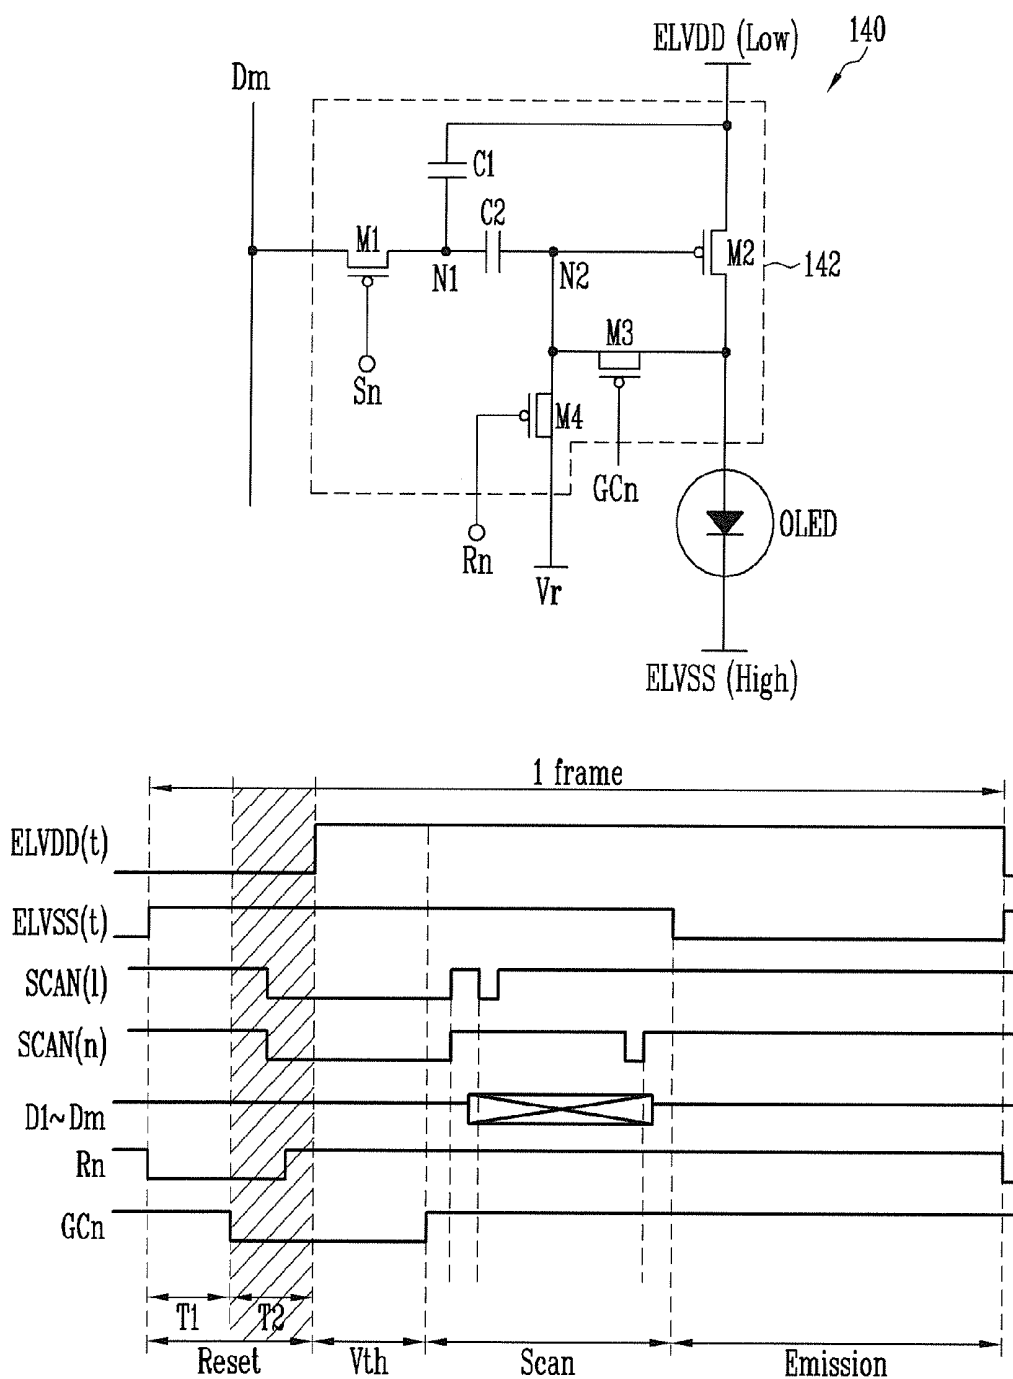 140
ELVDD (Low)
Dm
C1
C2
M1
N1
N2
M2
142
M3
Sn
M4
GCn
OLED
Rn
Vr
ELVSS (High)
1 frame
ELVDD(t)
ELVSS(t)
SCAN(1)
SCAN(n)
D1~Dm
Rn
GCn
T1
T2
Reset
Vth
Scan
Emission